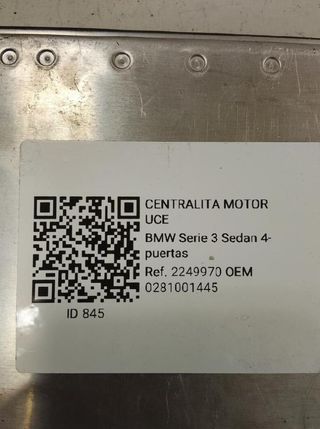 CENTRALITA MOTOR
UCE
BMW Serie 3 Sedan 4-
puertas
Ref. 2249970 OEM
0281001445
ID 845